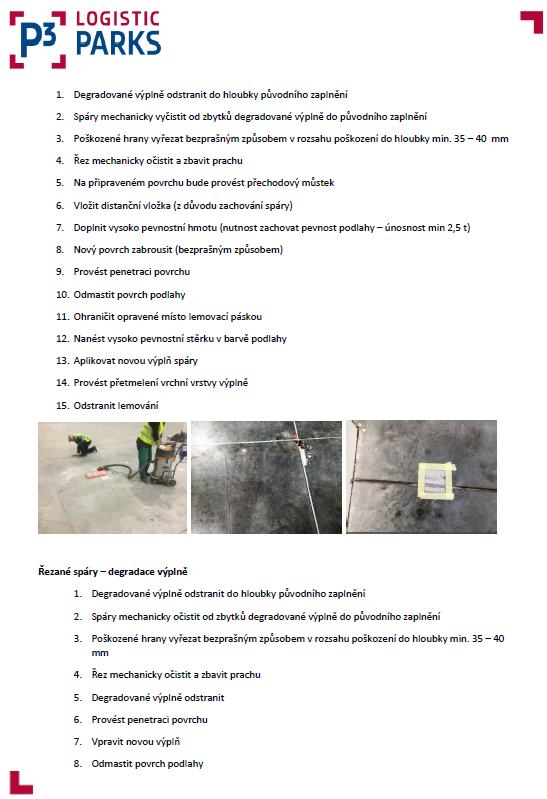 P3 LOGISTIC
PARKS
1. Degradované výplně odstranit do hloubky původního zaplnění
2. Spáry mechanicky vyčistit od zbytků degradované výplně do původního zaplnění
3. Poškozené hrany vyřezat bezprašným způsobem v rozsahu poškození do hloubky min. 35 – 40 mm
4. Řez mechanicky očistit a zbavit prachu
5. Na připraveném povrchu bude provést přechodový můstek
6. Vložit distanční vložka (z důvodu zachování spáry)
7. Doplnit vysoko pevnostní hmotu (nutnost zachovat pevnost podlahy – únosnost min 2,5 t)
8. Nový povrch zabrousit (bezprašným způsobem)
9. Provést penetraci povrchu
10. Odmastit povrch podlahy
11. Ohraničit opravené místo lemovací páskou
12. Nanést vysoko pevnostní stěrku v barvě podlahy
13. Aplikovat novou výplň spáry
14. Provést přetmelení vrchní vrstvy výplně
15. Odstranit lemování
Řezané spáry – degradace výplně
1. Degradované výplně odstranit do hloubky původního zaplnění
2. Spáry mechanicky očistit od zbytků degradované výplně do původního zaplnění
3. Poškozené hrany vyřezat bezprašným způsobem v rozsahu poškození do hloubky min. 35 – 40
mm
4. Řez mechanicky očistit a zbavit prachu
5. Degradované výplně odstranit
6. Provést penetraci povrchu
7. Vpravit novou výplň
8. Odmastit povrch podlahy